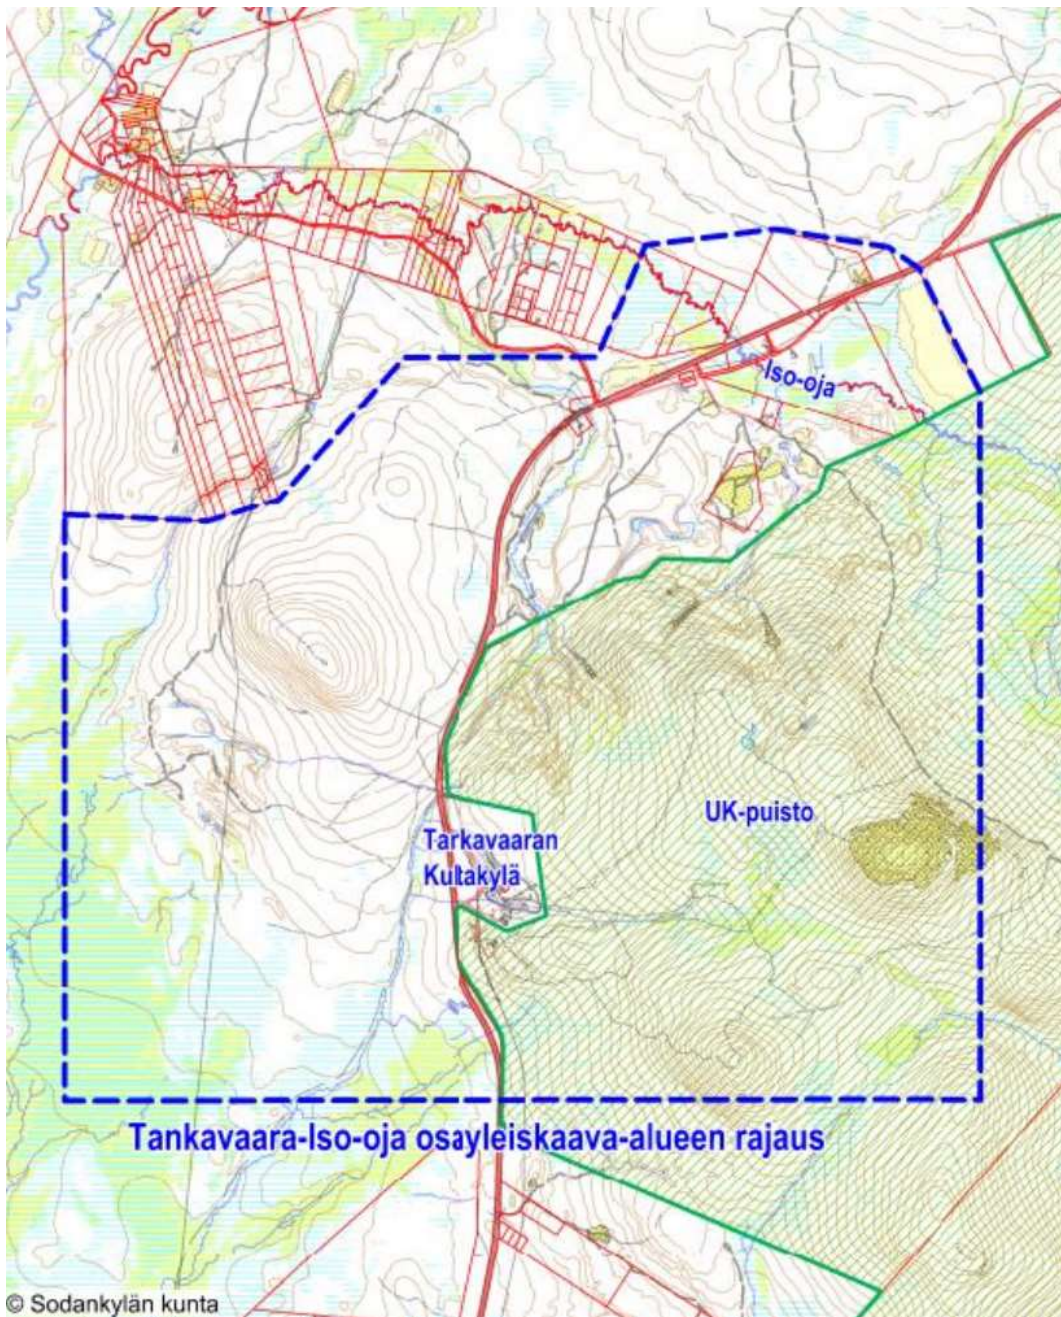 Iso-oja
UK-puisto
Tarkavaaran
Kultakylä
Tankavaara-Iso-oja osayleiskaava-alueen rajaus
© Sodankylän kunta